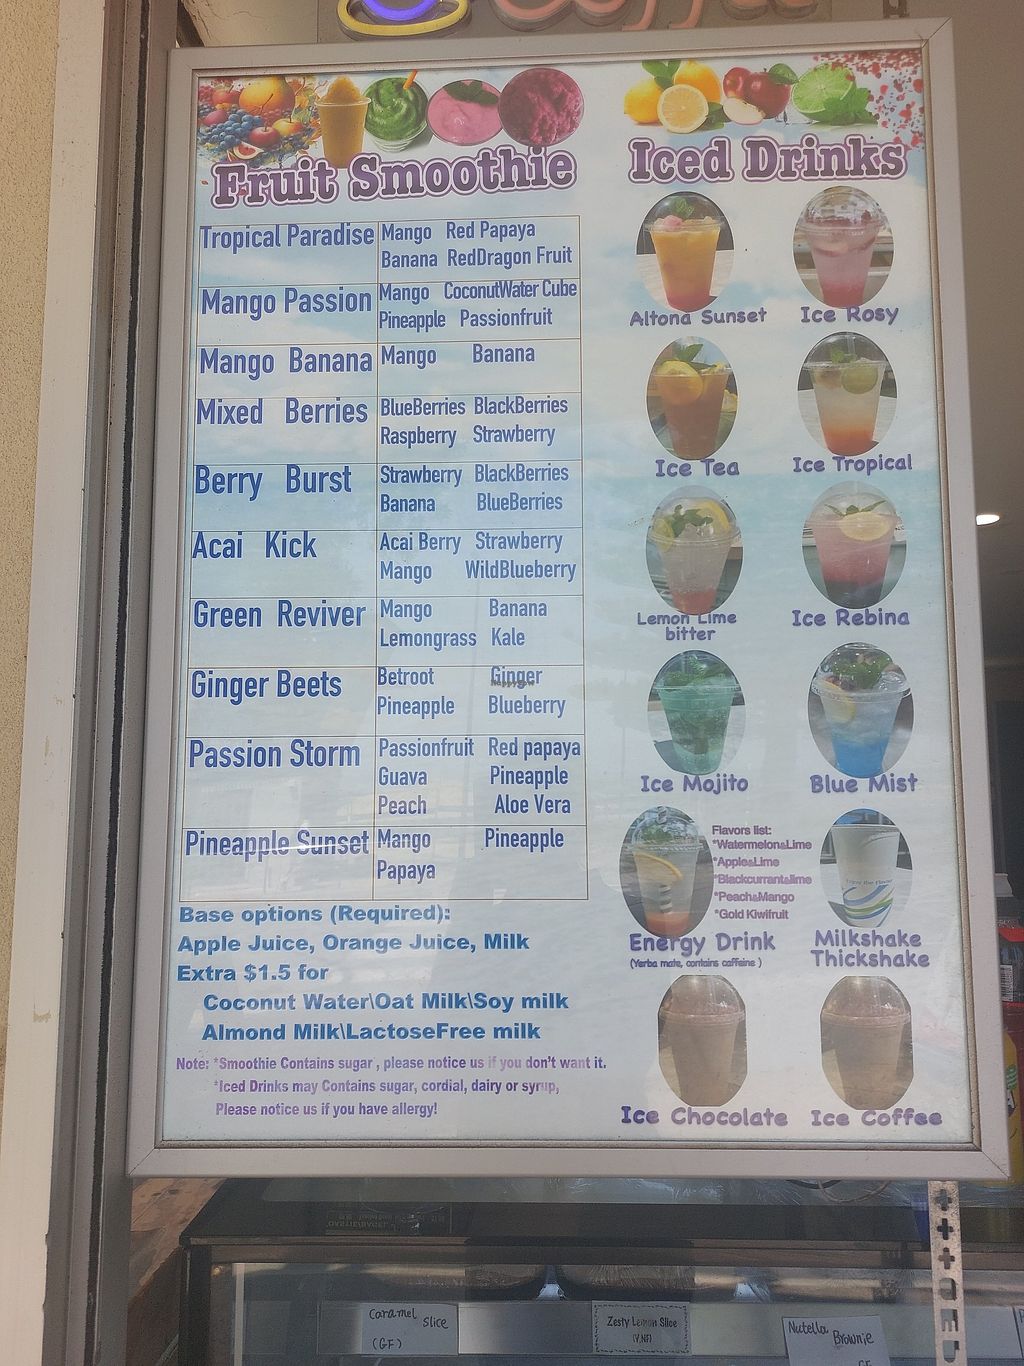 Fruit Smoothie
Tropical Paradise
Mango Red Papaya
Banana RedDragon Fruit
Mango Passion
Mango CoconutWater Cube
Pineapple Passionfruit
Mango Banana
Mango Banana
Mixed Berries
BlueBerries BlackBerries
Raspberry Strawberry
Berry Burst
Strawberry BlackBerries
Banana BlueBerries
Acai Kick
Acai Berry Strawberry
Mango WildBlueberry
Green Reviver
Mango Banana
Lemongrass Kale
Ginger Beets
Betroot Ginger
Pineapple Blueberry
Passion Storm
Passionfruit Red papaya
Guava Pineapple
Peach Aloe Vera
Pineapple Sunset
Mango Pineapple
Papaya
Base options (Required):
Apple Juice, Orange Juice, Milk
Extra $1.5 for
Coconut Water\Oat Milk\Soy milk
Almond Milk\LactoseFree milk
Note: *Smoothie Contains sugar , please notice us if you don't want it.
*Iced Drinks may Contains sugar, cordial, dairy or syrup,
Please notice us if you have allergy!
Iced Drinks
Altona Sunset Ice Rosy
Ice Tea Ice Tropical
Lemon Lime
bitter
Ice Rebina
Ice Mojito Blue Mist
Flavors list:
*Watermelon&Lime
*Apple&Lime
*Blackcurrant&lime
*Peach&Mango
*Gold Kiwifruit
Energy Drink
(Yerba mate, contains caffeine )
Milkshake
Thickshake
Ice Chocolate Ice Coffee
Caramel Slice
(GF)
Zesty Lemon Slice
(V,NF)
Nutella Brownie
GF